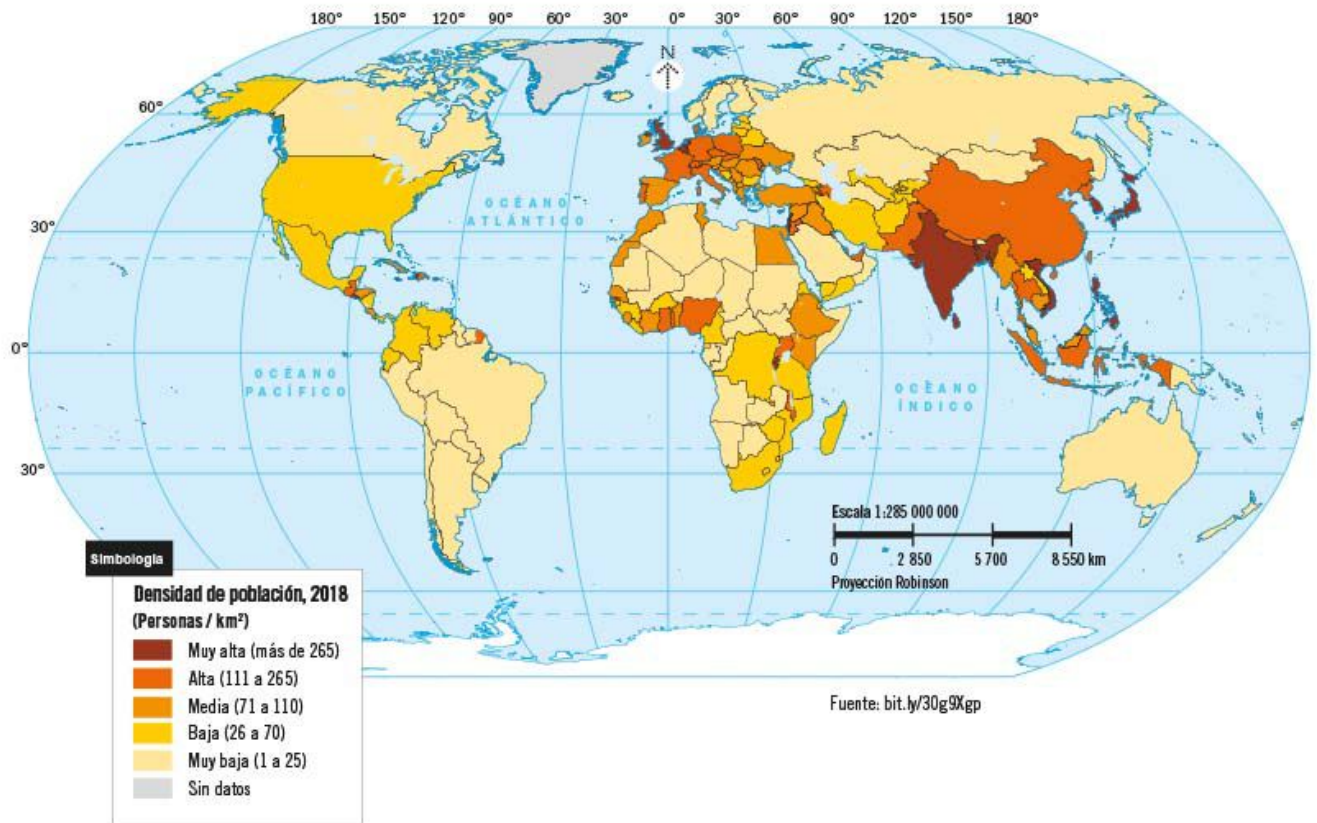 180° 150° 120° 90° 60° 30° 0° 30° 60° 90° 120° 150° 180°
N
60°
30°
0°
30°
OCÉANO
ATLÁNTICO
OCÉANO
PACÍFICO
OCÉANO
ÍNDICO
Escala 1:285 000 000
0 2 850 5 700 8 550 km
Proyección Robinson
Simbología
Densidad de población, 2018
(Personas / km²)
Muy alta (más de 265)
Alta (111 a 265)
Media (71 a 110)
Baja (26 a 70)
Muy baja (1 a 25)
Sin datos
Fuente: bit.ly/30g9Xgp